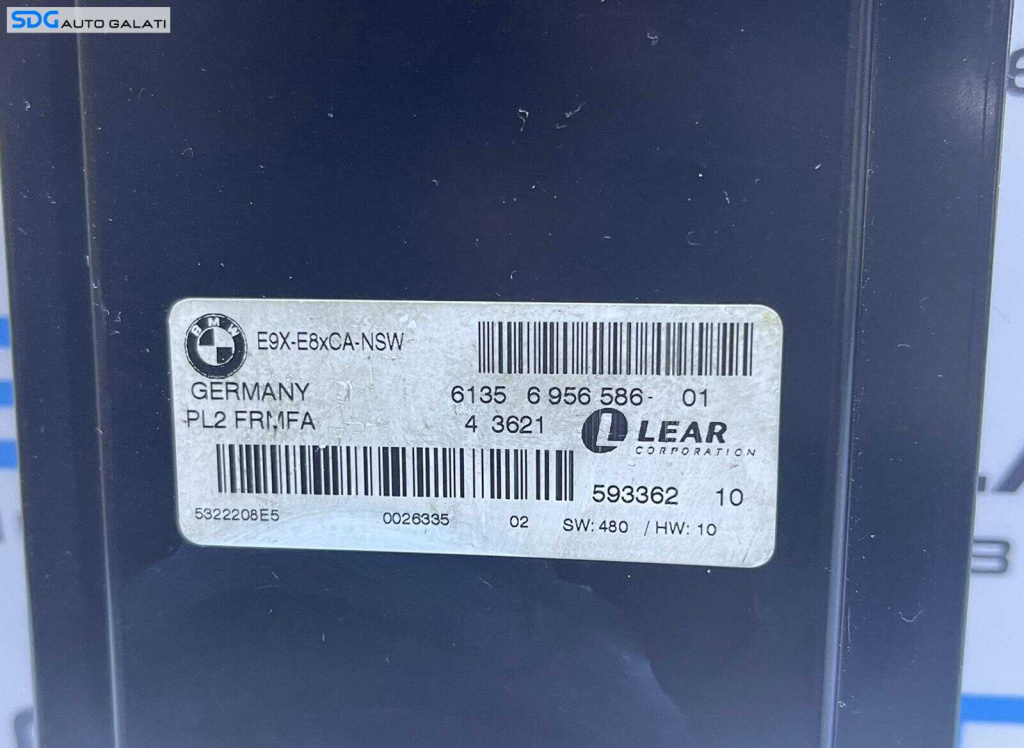 SDG AUTO GALATI
BMW
E9X-E8xCA-NSW
GERMANY
6135 6 956 586- 01
PL2 FRMFA
4 3621
LEAR
CORPORATION
593362 10
5322208E5 0026335 02 SW: 480 / HW: 10